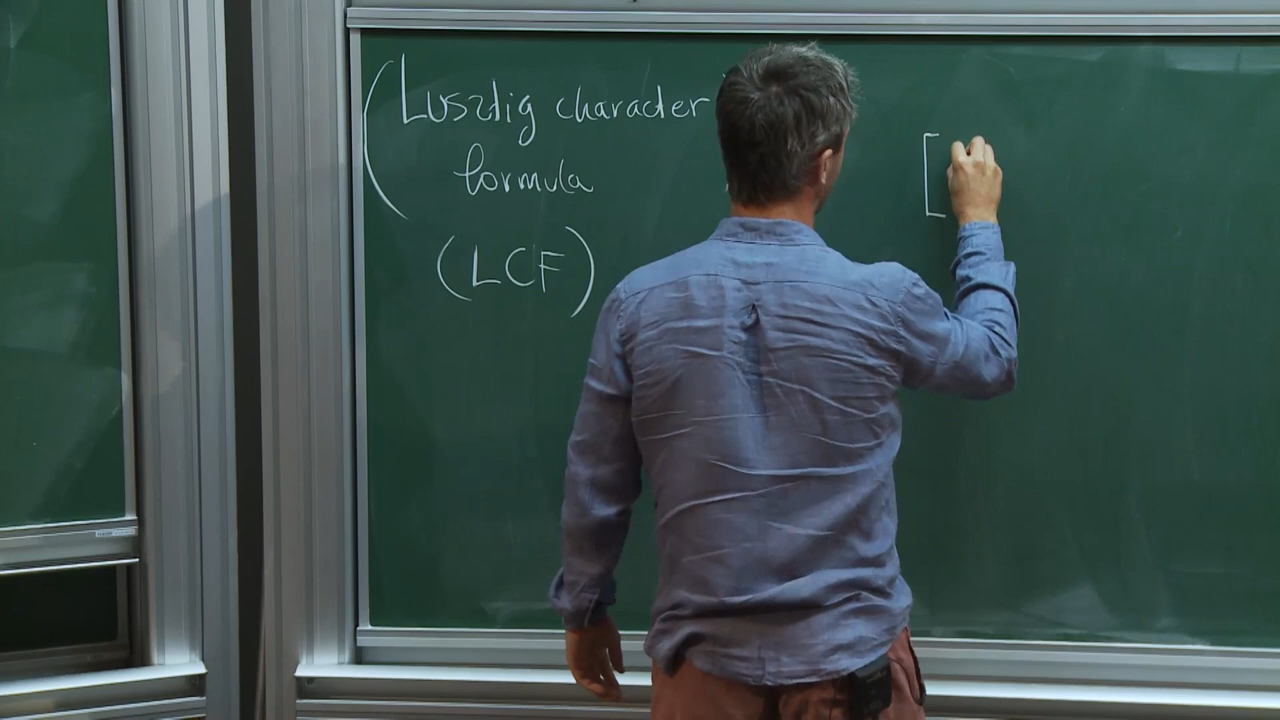 (Lusztig character
formula
(LCF)
[